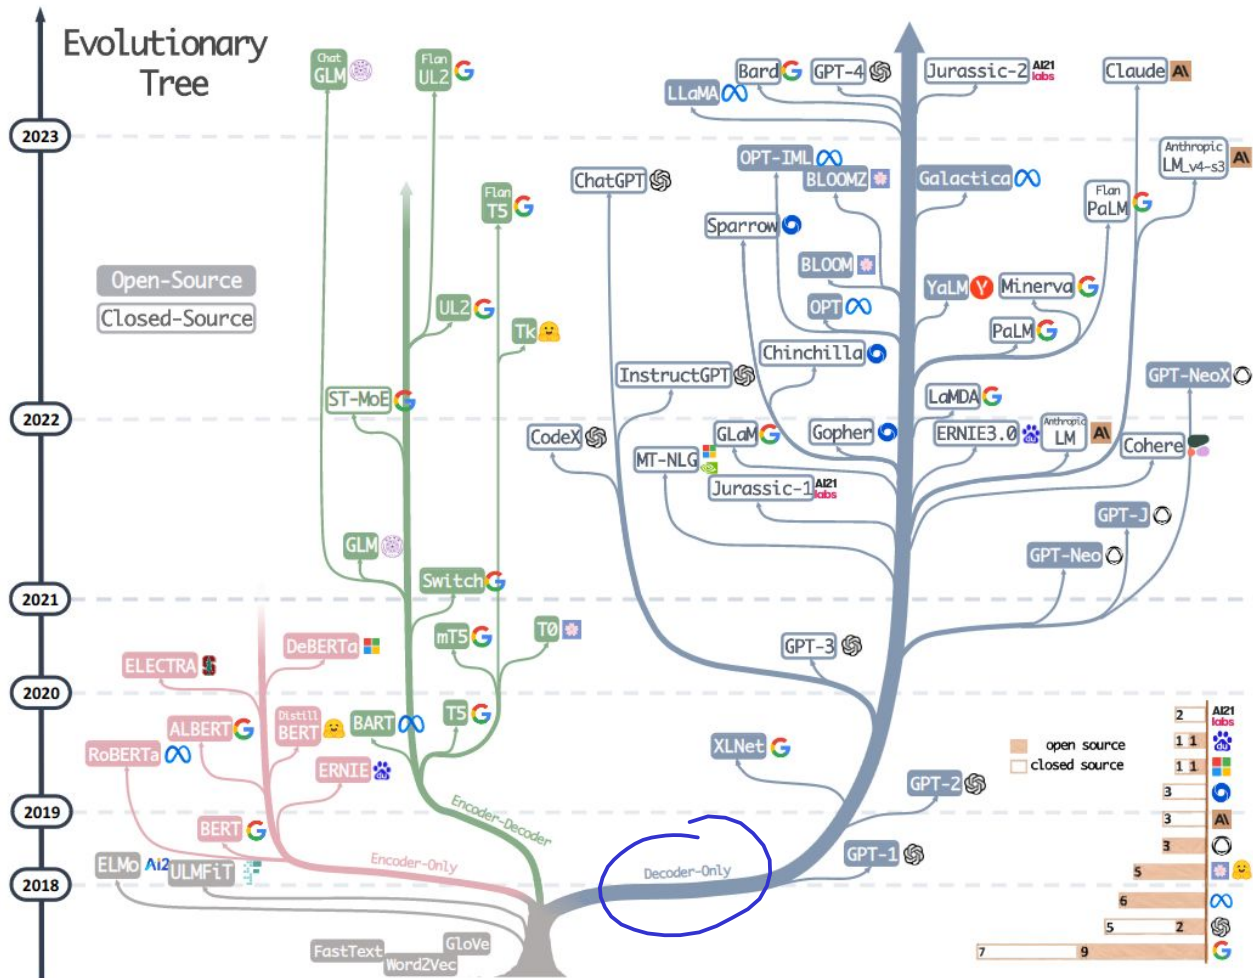 Evolutionary
Tree
2023
2022
2021
2020
2019
2018
Open-Source
Closed-Source
Chat
GLM
Flan
UL2
Flan
T5
UL2
Tk
ST-MoE
GLM
Switch
mT5
T0
T5
BART
Encoder-Decoder
DeBERTa
ELECTRA
Distill
BERT
ALBERT
RoBERTa
ERNIE
BERT
Encoder-Only
ELMo
AI2
ULMFiT
FastText
Word2Vec
GloVe
Decoder-Only
Bard
GPT-4
Jurassic-2
AI21
labs
Claude
A\
LLaMA
OPT-IML
BLOOMZ
Galactica
Anthropic
LM_v4-s3
A\
ChatGPT
Flan
PaLM
Sparrow
BLOOM
YaLM
Y
Minerva
OPT
PaLM
Chinchilla
InstructGPT
GPT-NeoX
LaMDA
CodeX
GLaM
Gopher
ERNIE3.0
du
Anthropic
LM
A\
Cohere
MT-NLG
Jurassic-1
AI21
labs
GPT-J
GPT-Neo
GPT-3
XLNet
GPT-2
GPT-1
open source
closed source
2
AI21
labs
1 1
du
1 1
3
3
A\
3
5
6
5 2
7 9